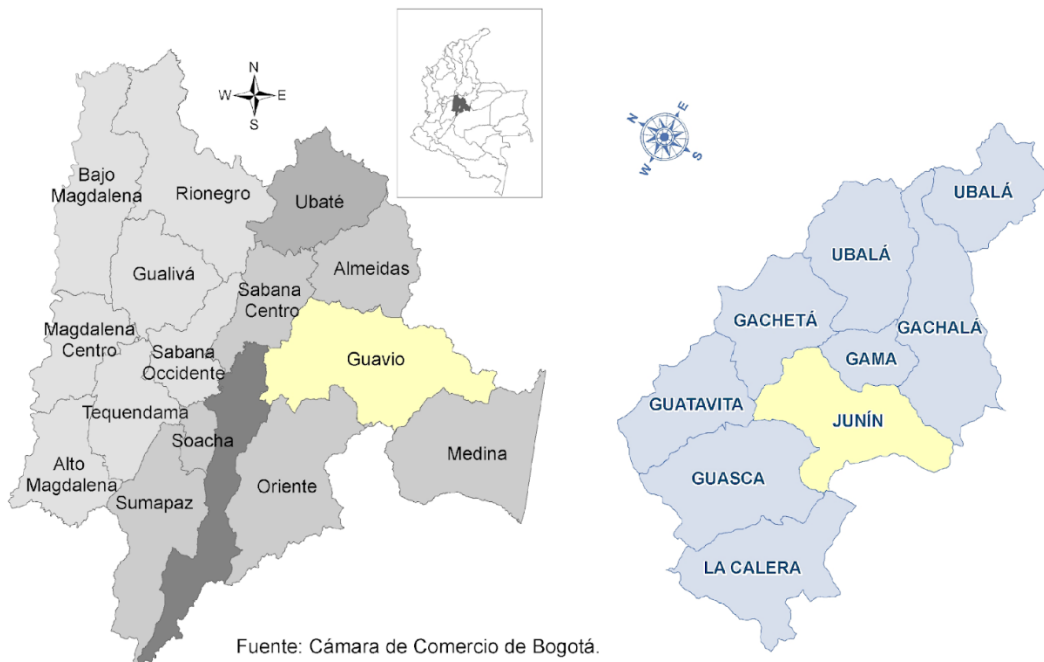 N
W E
S
Bajo
Magdalena
Rionegro
Ubaté
Gualivá
Almeidas
Sabana
Centro
Magdalena
Centro
Sabana
Occidente
Guavio
Tequendama
Soacha
Medina
Alto
Magdalena
Sumapaz
Oriente
Fuente: Cámara de Comercio de Bogotá.
N E
W S
UBALÁ
UBALÁ
GACHETÁ
GACHALÁ
GAMA
GUATAVITA
JUNÍN
GUASCA
LA CALERA